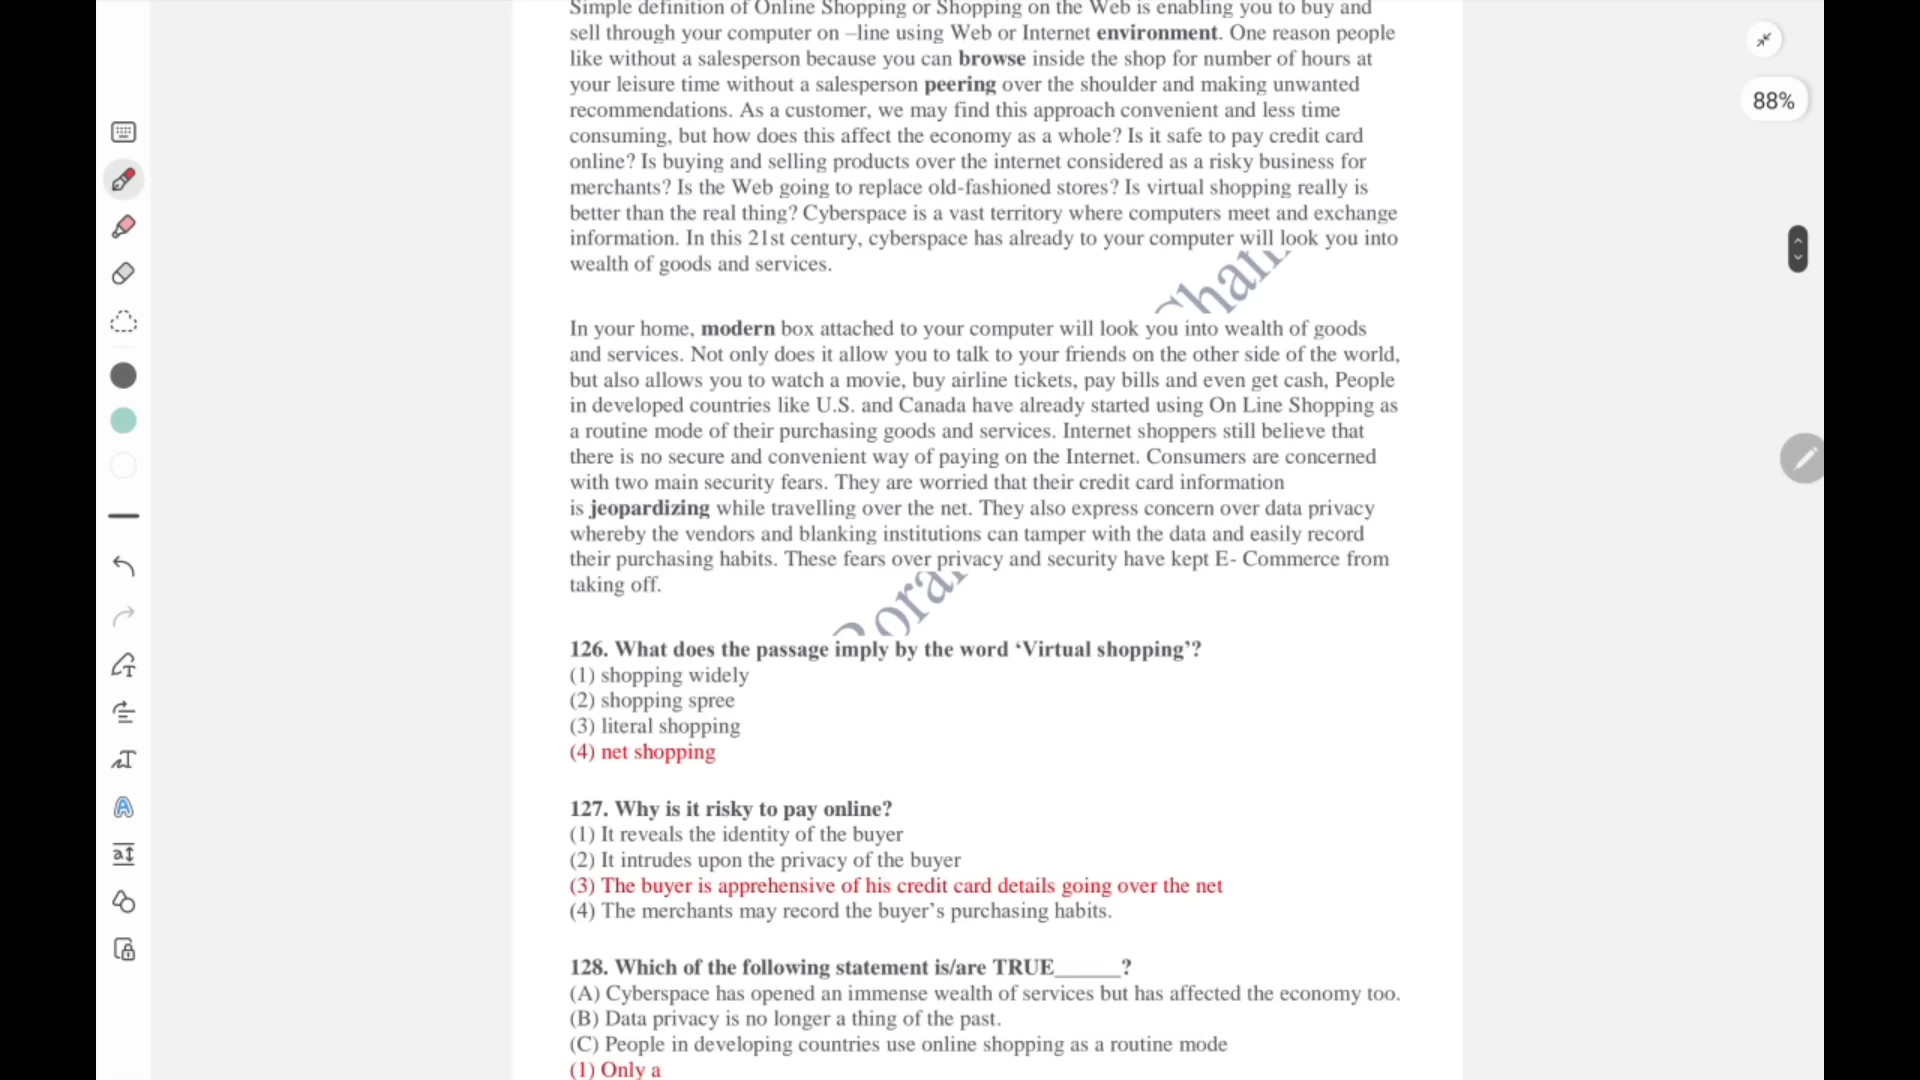 Simple definition of Online Shopping or Shopping on the Web is enabling you to buy and
sell through your computer on –line using Web or Internet environment. One reason people
like without a salesperson because you can browse inside the shop for number of hours at
your leisure time without a salesperson peering over the shoulder and making unwanted
recommendations. As a customer, we may find this approach convenient and less time
consuming, but how does this affect the economy as a whole? Is it safe to pay credit card
online? Is buying and selling products over the internet considered as a risky business for
merchants? Is the Web going to replace old-fashioned stores? Is virtual shopping really is
better than the real thing? Cyberspace is a vast territory where computers meet and exchange
information. In this 21st century, cyberspace has already to your computer will look you into
wealth of goods and services.
In your home, modern box attached to your computer will look you into wealth of goods
and services. Not only does it allow you to talk to your friends on the other side of the world,
but also allows you to watch a movie, buy airline tickets, pay bills and even get cash, People
in developed countries like U.S. and Canada have already started using On Line Shopping as
a routine mode of their purchasing goods and services. Internet shoppers still believe that
there is no secure and convenient way of paying on the Internet. Consumers are concerned
with two main security fears. They are worried that their credit card information
is jeopardizing while travelling over the net. They also express concern over data privacy
whereby the vendors and blanking institutions can tamper with the data and easily record
their purchasing habits. These fears over privacy and security have kept E- Commerce from
taking off.
126. What does the passage imply by the word ‘Virtual shopping’?
(1) shopping widely
(2) shopping spree
(3) literal shopping
(4) net shopping
127. Why is it risky to pay online?
(1) It reveals the identity of the buyer
(2) It intrudes upon the privacy of the buyer
(3) The buyer is apprehensive of his credit card details going over the net
(4) The merchants may record the buyer’s purchasing habits.
128. Which of the following statement is/are TRUE______?
(A) Cyberspace has opened an immense wealth of services but has affected the economy too.
(B) Data privacy is no longer a thing of the past.
(C) People in developing countries use online shopping as a routine mode
(1) Only a
88%